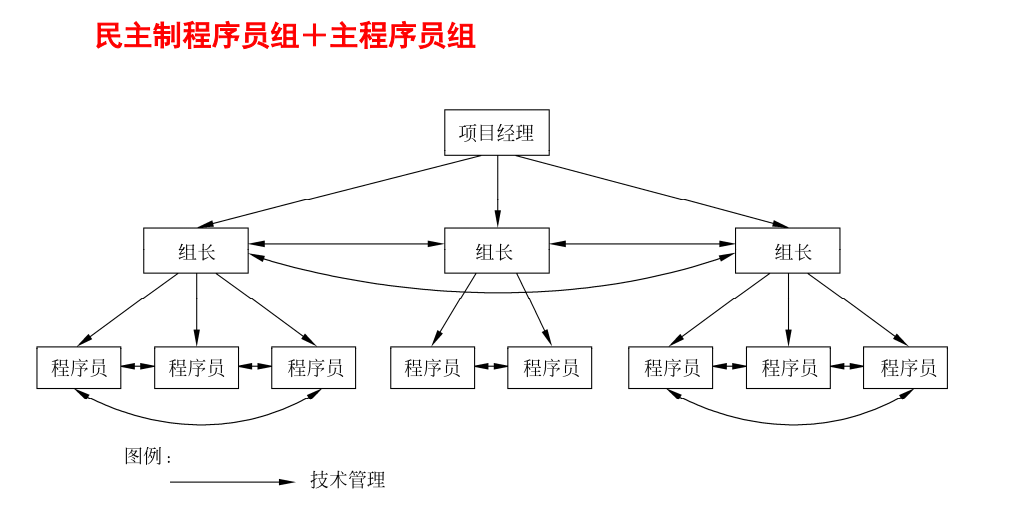 民主制程序员组＋主程序员组
项目经理
组长 组长 组长
程序员 程序员 程序员 程序员 程序员 程序员 程序员 程序员
图例：
技术管理